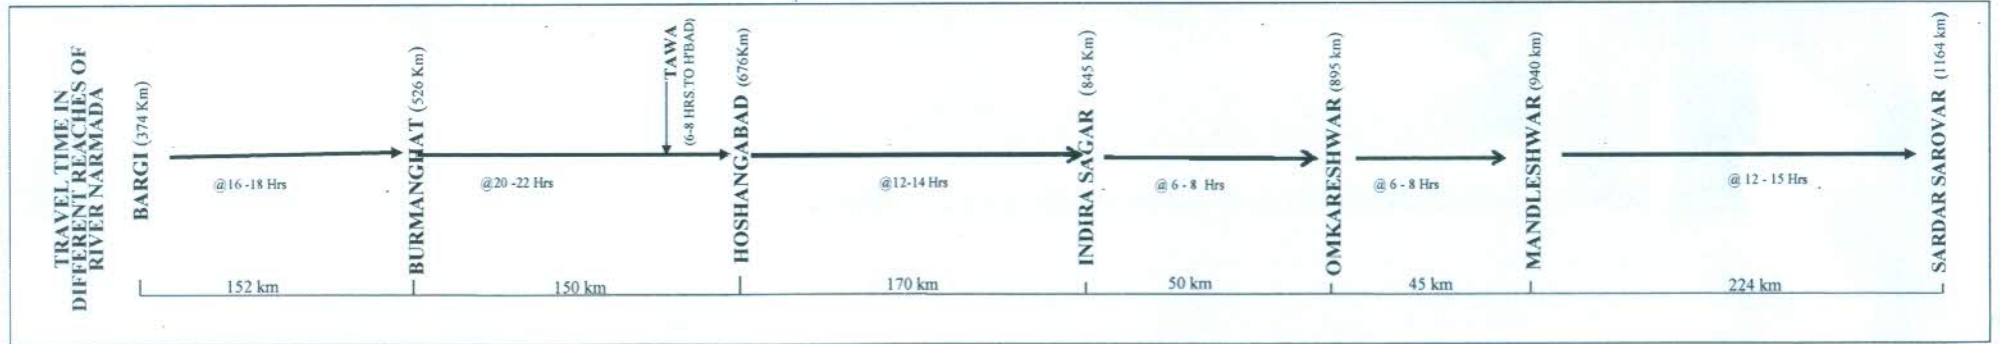 TRAVEL TIME IN
DIFFERENT REACHES OF
RIVER NARMADA
BARGI (374 Km)
@16 -18 Hrs
BURMANGHAT (526 Km)
@20 -22 Hrs
TAWA
(6-8 HRS.TO H'BAD)
HOSHANGABAD (676Km)
@12-14 Hrs
INDIRA SAGAR (845 Km)
@ 6 - 8 Hrs
OMKARESHWAR (895 km)
@ 6 - 8 Hrs
MANDLESHWAR (940 km)
@ 12 - 15 Hrs
SARDAR SAROVAR (1164 km)
152 km
150 km
170 km
50 km
45 km
224 km